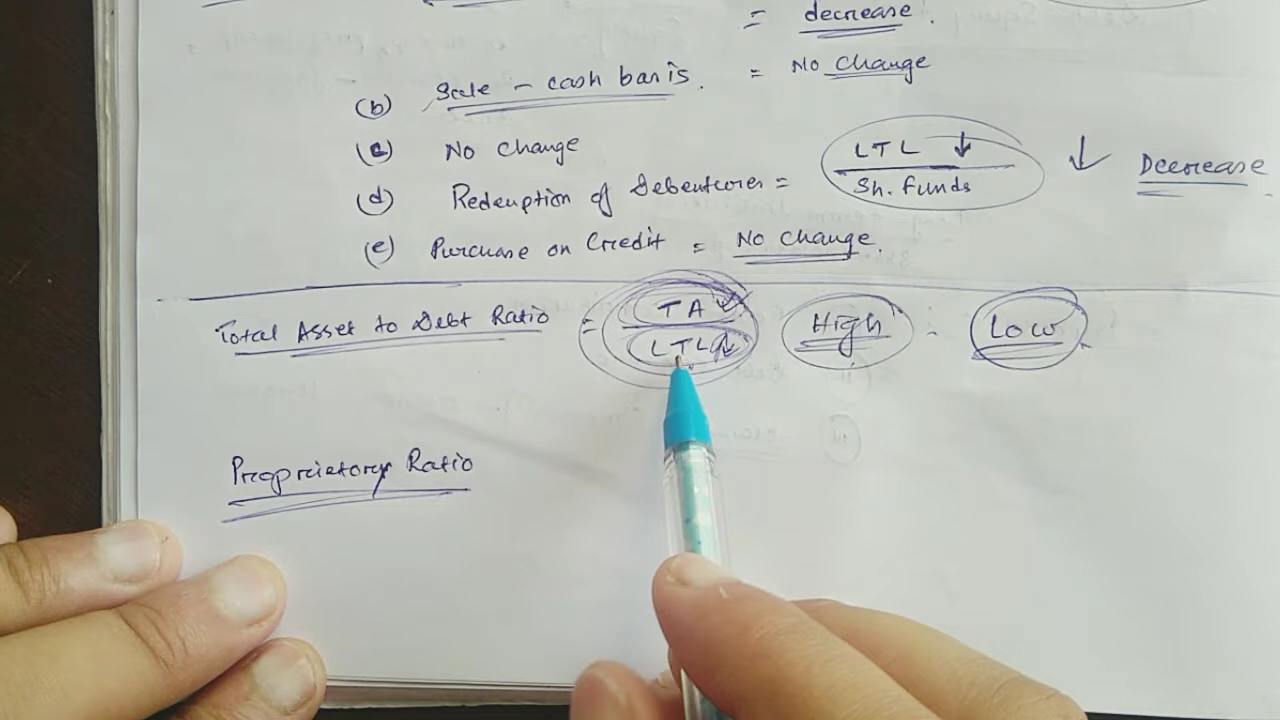 = decrease.
(b) Sale - cash basis. = No change
(c) No change
(d) Redemption of Debentures = LTL ↓ / Sh. Funds ↓ Decrease
(e) Purchase on Credit = No change.
Total Asset to Debt Ratio = TA / LTL High : Low
Proprietory Ratio